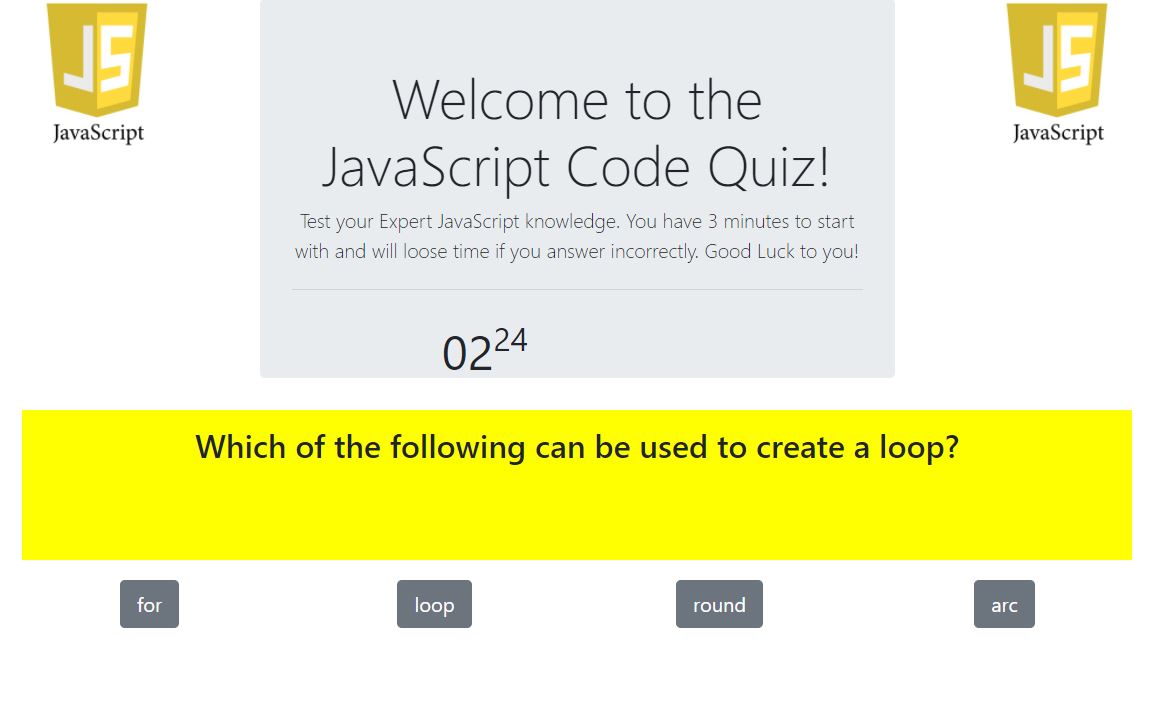 JS
JavaScript
JS
JavaScript
Welcome to the
JavaScript Code Quiz!
Test your Expert JavaScript knowledge. You have 3 minutes to start
with and will loose time if you answer incorrectly. Good Luck to you!
02 24
Which of the following can be used to create a loop?
for
loop
round
arc